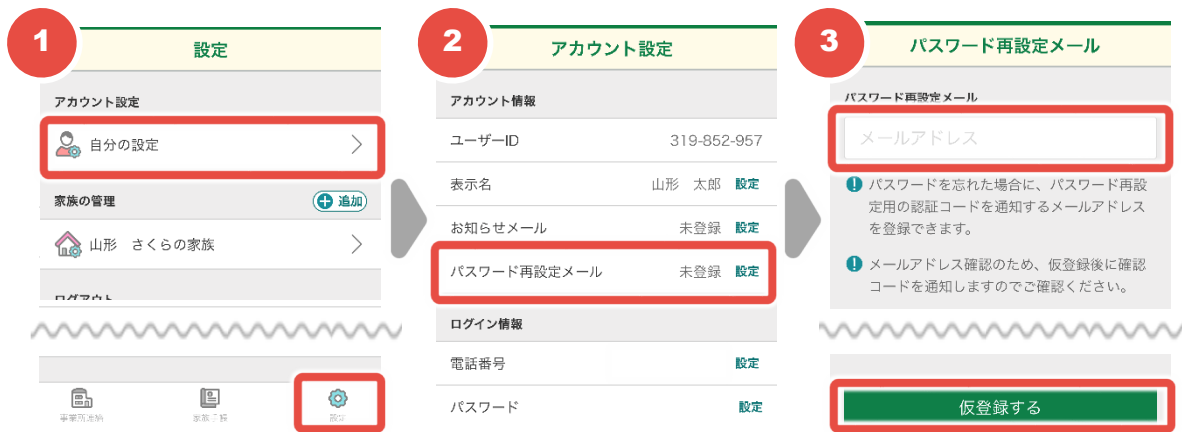 1
設定
アカウント設定
自分の設定
家族の管理
追加
山形 さくらの家族
ログアウト
設定
2
アカウント設定
アカウント情報
ユーザーID 319-852-957
表示名 山形 太郎 設定
お知らせメール 未登録 設定
パスワード再設定メール 未登録 設定
ログイン情報
電話番号 設定
パスワード 設定
3
パスワード再設定メール
パスワード再設定メール
メールアドレス
パスワードを忘れた場合に、パスワード再設
定用の認証コードを通知するメールアドレス
を登録できます。
メールアドレス確認のため、仮登録後に確認
コードを通知しますのでご確認ください。
仮登録する